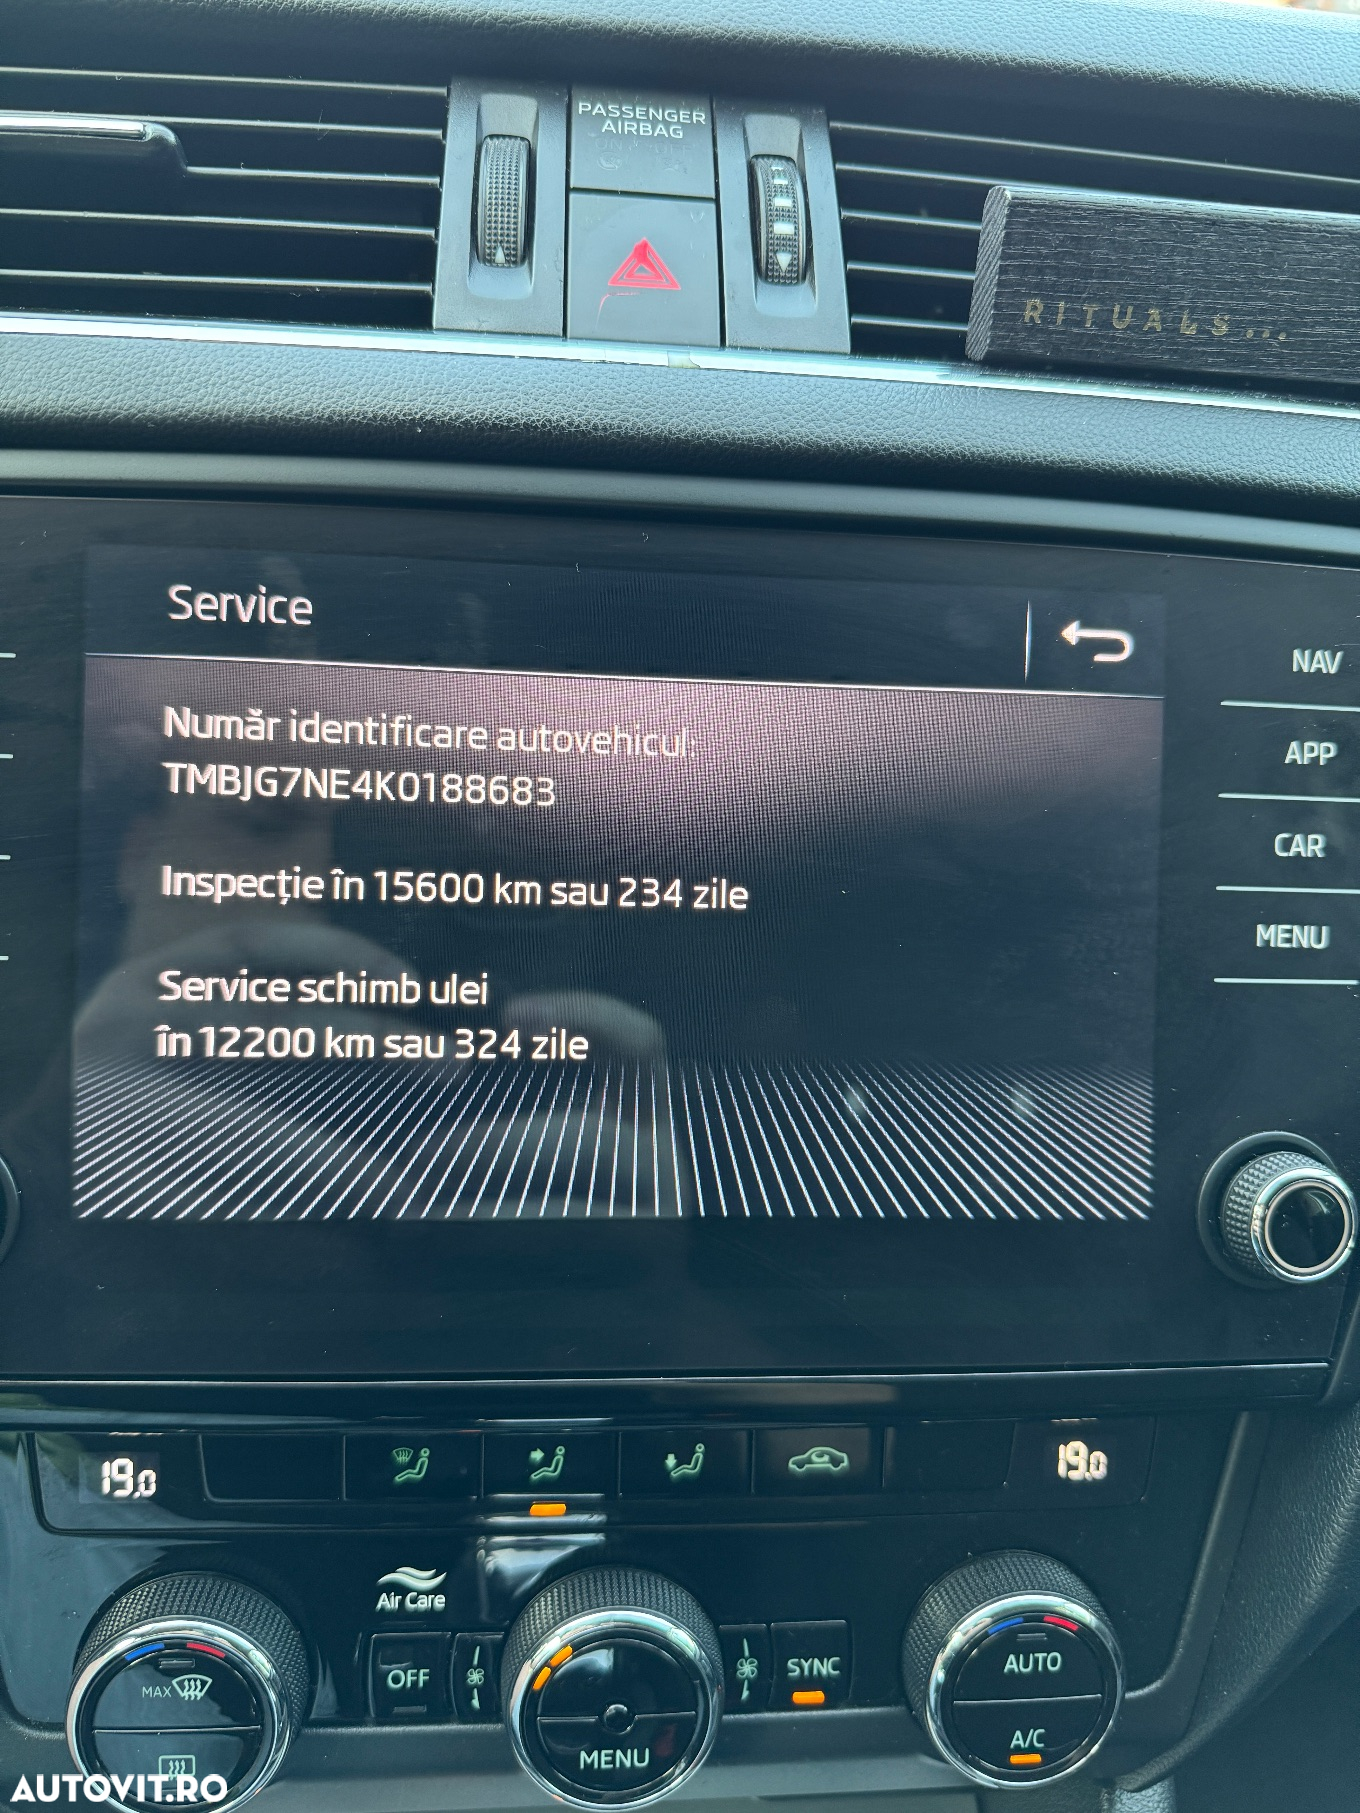 PASSENGER
AIRBAG
RITUALS...
Service
NAV
Număr identificare autovehicul:
TMBJG7NE4K0188683
APP
CAR
Inspecție în 15600 km sau 234 zile
MENU
Service schimb ulei
în 12200 km sau 324 zile
19.0
19.0
Air Care
MAX
OFF
SYNC
AUTO
MENU
A/C
AUTOVIT.RO